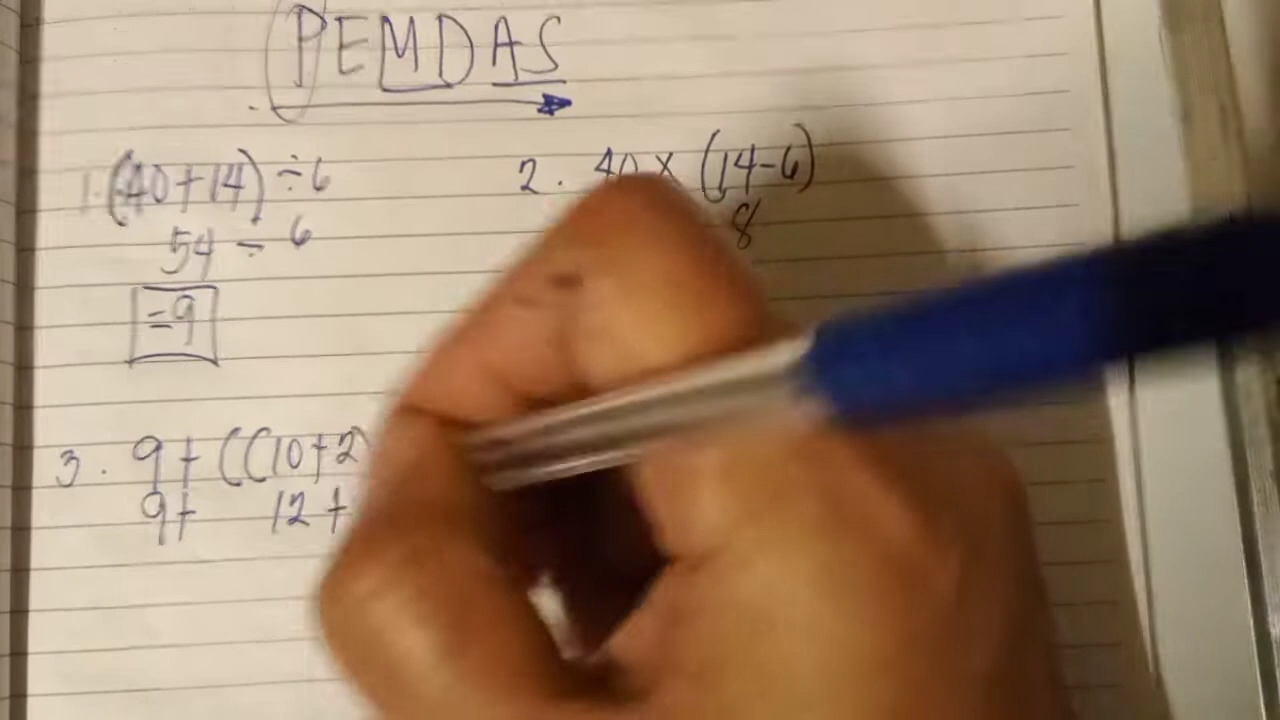 PEMDAS
1. (40+14) ÷ 6
54 ÷ 6
=9
2. 40 x (14-6)
8
3. 9+ ((10+2)
9+ 12 +